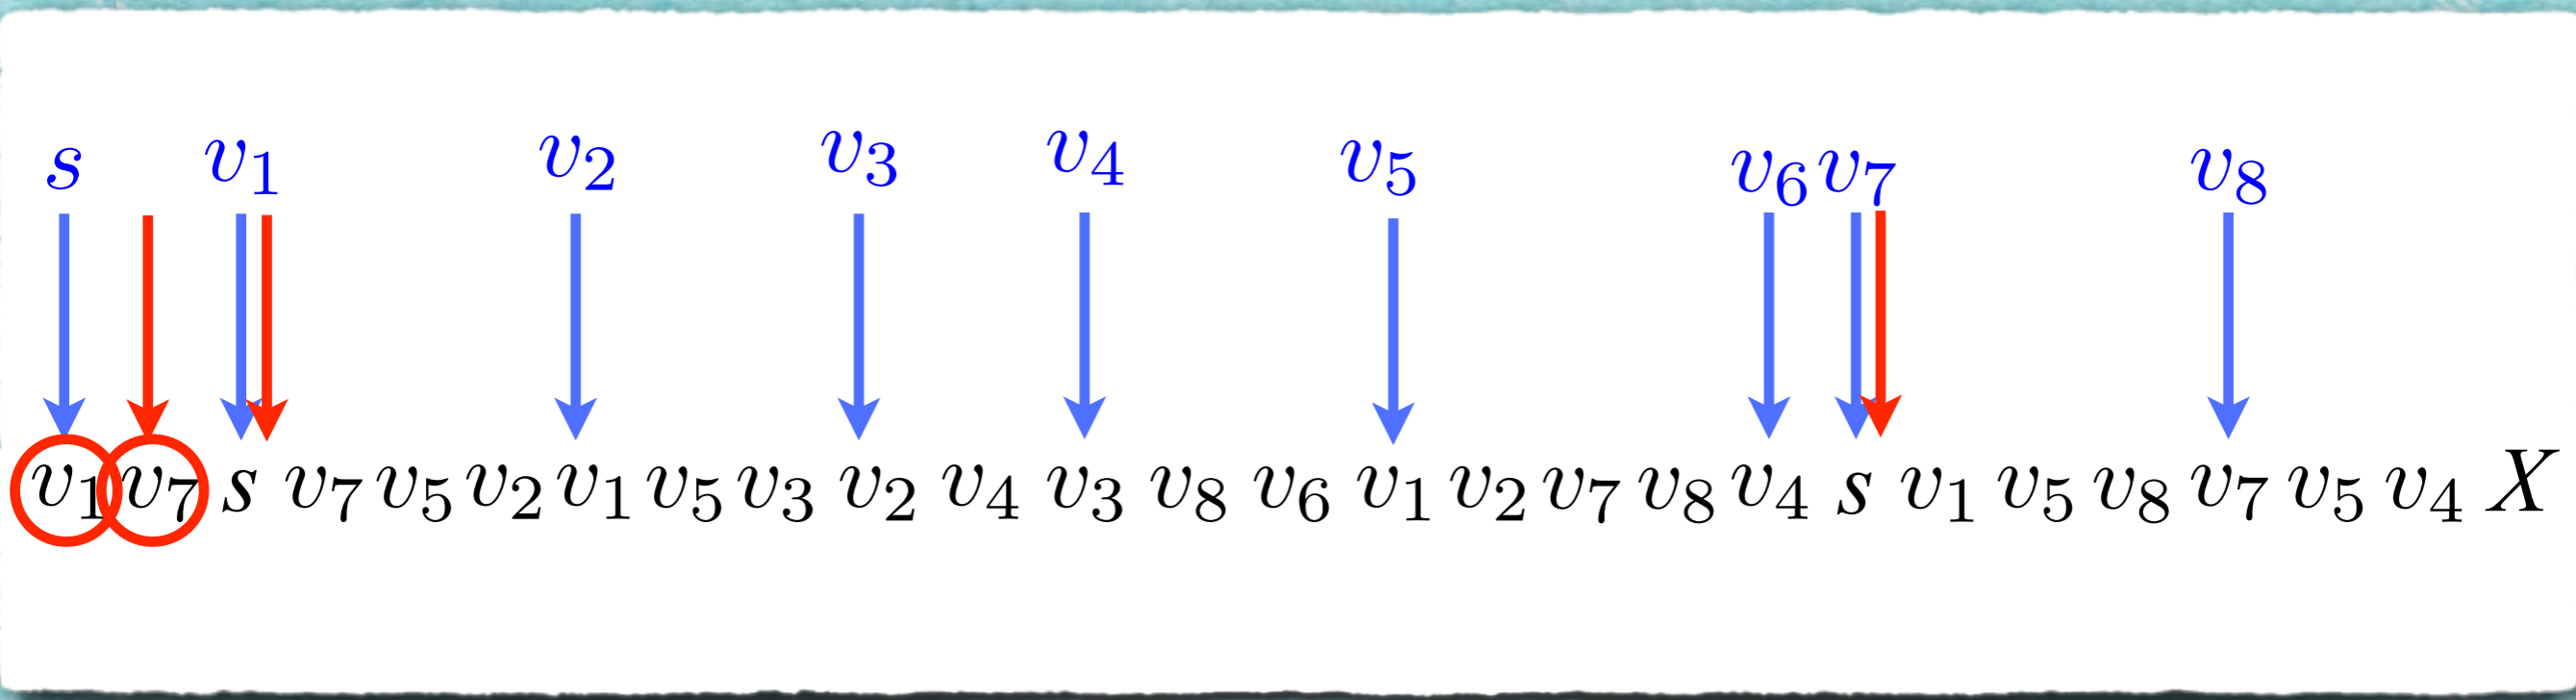 s v₁ v₂ v₃ v₄ v₅ v₆ v₇ v₈
v₁ v₇ s v₇ v₅ v₂ v₁ v₅ v₃ v₂ v₄ v₃ v₈ v₆ v₁ v₂ v₇ v₈ v₄ s v₁ v₅ v₈ v₇ v₅ v₄ X